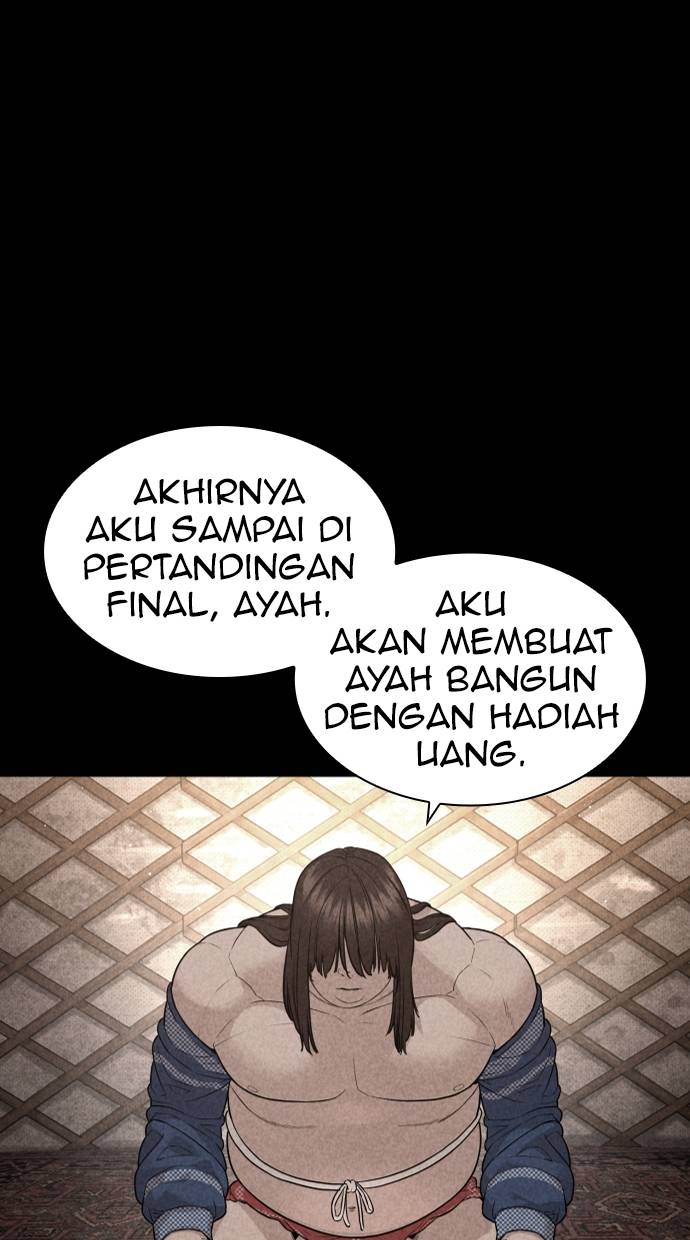 AKHIRNYA
AKU SAMPAI DI
PERTANDINGAN
FINAL, AYAH.
AKU
AKAN MEMBUAT
AYAH BANGUN
DENGAN HADIAH
UANG.